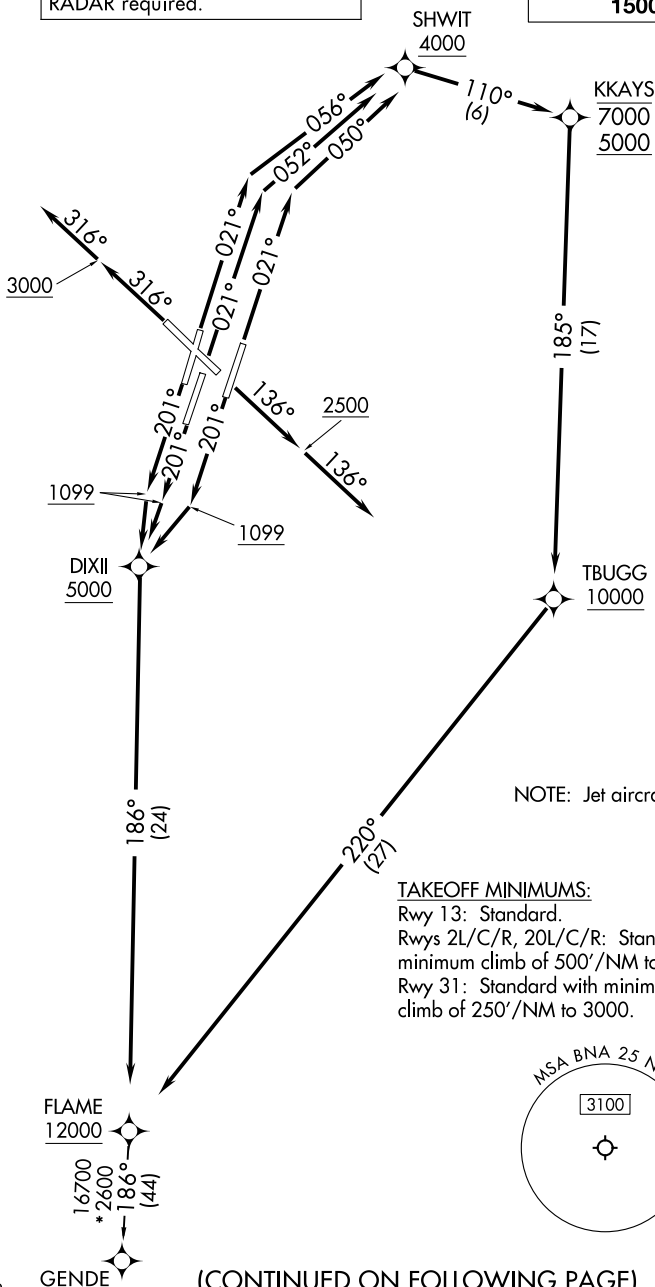 RADAR required.
1500
SHWIT
4000
110°
(6)
KKAYS
7000
5000
056°
052°
050°
021°
021°
021°
316°
3000
316°
185°
(17)
136°
2500
136°
201°
201°
201°
1099
1099
DIXII
5000
TBUGG
10000
186°
(24)
220°
(27)
NOTE: Jet aircra
TAKEOFF MINIMUMS:
Rwy 13: Standard.
Rwys 2L/C/R, 20L/C/R: Stan
minimum climb of 500'/NM to
Rwy 31: Standard with minim
climb of 250'/NM to 3000.
MSA BNA 25 N
3100
FLAME
12000
16700
*2600
186°
(44)
GENDE
(CONTINUED ON FOLLOWING PAGE)